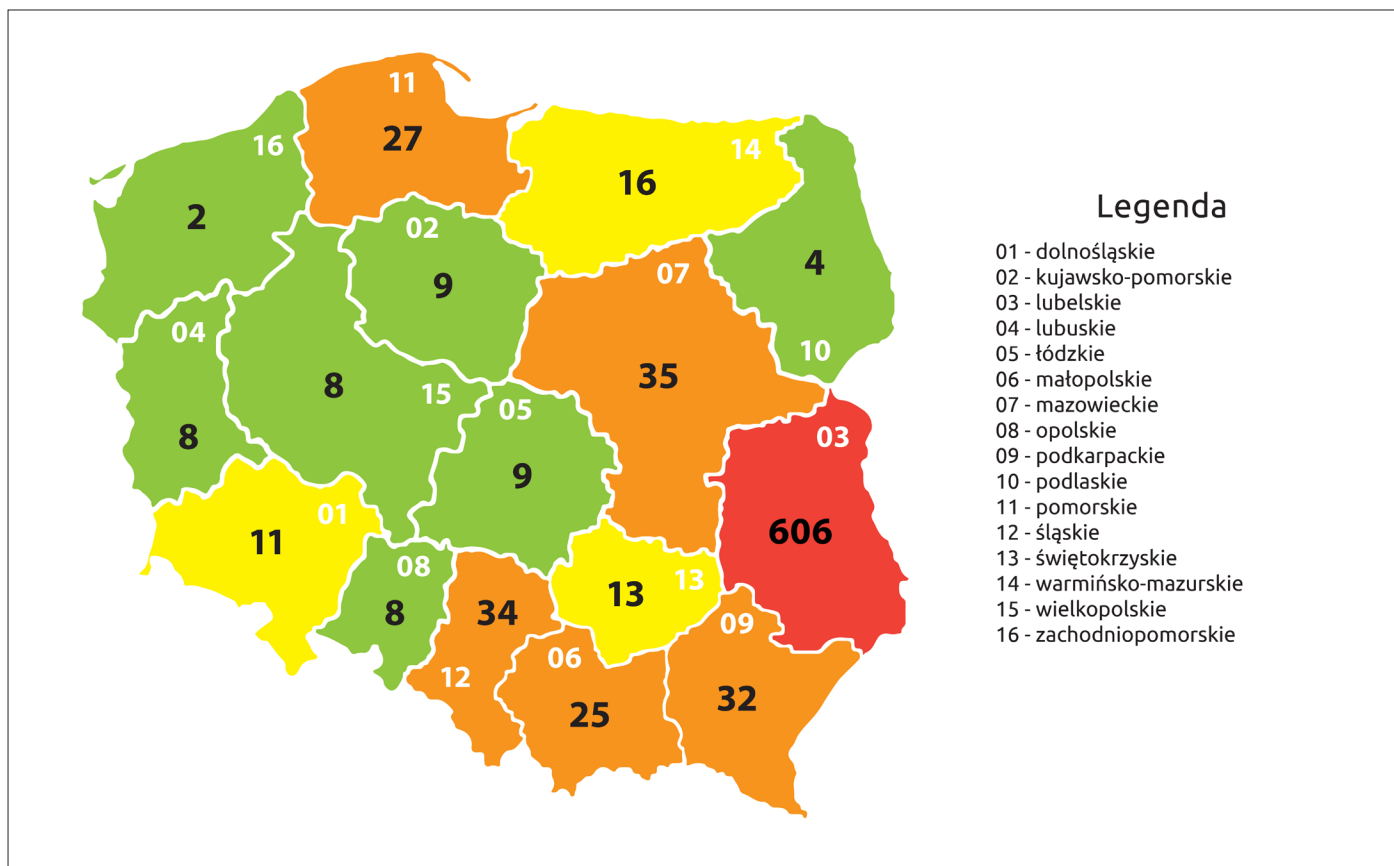 11
27
16
14
16
2
02
9
07
4
04
10
35
8
15
05
8
03
9
01
11
606
08
13
13
34
8
09
06
12
32
25
Legenda
01 - dolnośląskie
02 - kujawsko-pomorskie
03 - lubelskie
04 - lubuskie
05 - łódzkie
06 - małopolskie
07 - mazowieckie
08 - opolskie
09 - podkarpackie
10 - podlaskie
11 - pomorskie
12 - śląskie
13 - świętokrzyskie
14 - warmińsko-mazurskie
15 - wielkopolskie
16 - zachodniopomorskie